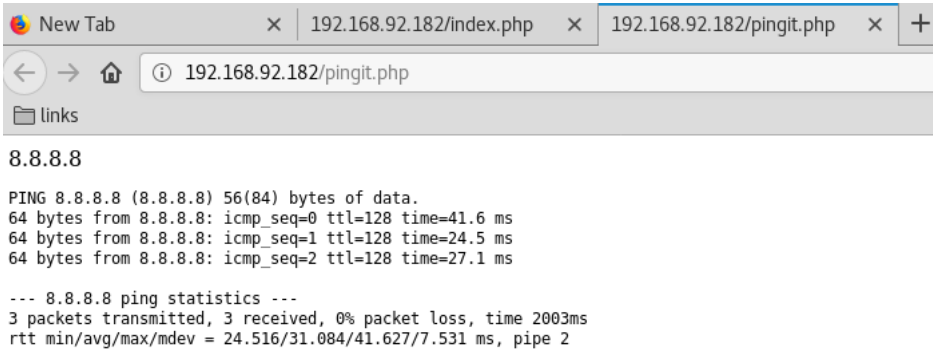 New Tab
192.168.92.182/index.php
192.168.92.182/pingit.php
192.168.92.182/pingit.php
links
8.8.8.8
PING 8.8.8.8 (8.8.8.8) 56(84) bytes of data.
64 bytes from 8.8.8.8: icmp_seq=0 ttl=128 time=41.6 ms
64 bytes from 8.8.8.8: icmp_seq=1 ttl=128 time=24.5 ms
64 bytes from 8.8.8.8: icmp_seq=2 ttl=128 time=27.1 ms
--- 8.8.8.8 ping statistics ---
3 packets transmitted, 3 received, 0% packet loss, time 2003ms
rtt min/avg/max/mdev = 24.516/31.084/41.627/7.531 ms, pipe 2